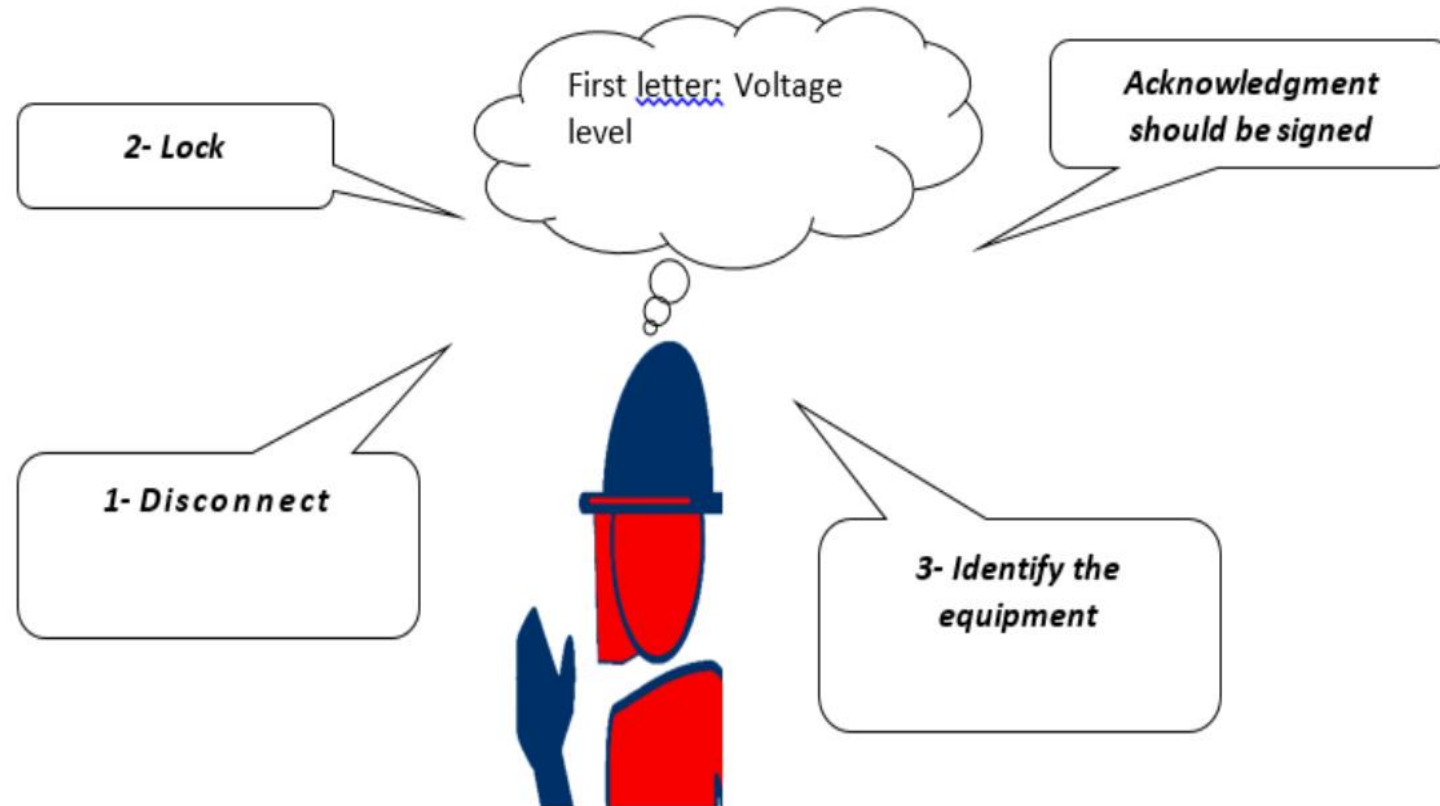 First letter: Voltage
level
Acknowledgment
should be signed
2- Lock
1- Disconnect
3- Identify the
equipment